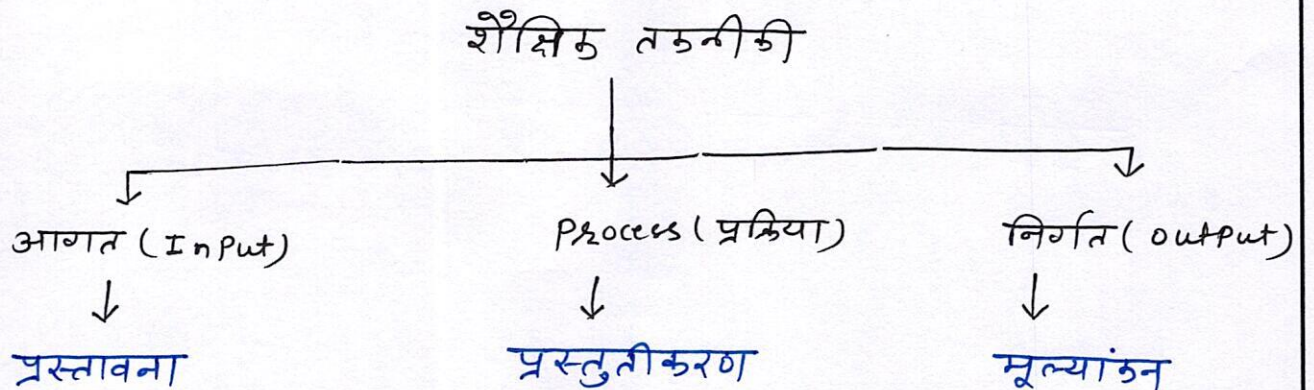 शैक्षिक तकनीकी
आगत (Input) Process (प्रक्रिया) निर्गत (output)
प्रस्तावना प्रस्तुतीकरण मूल्यांकन